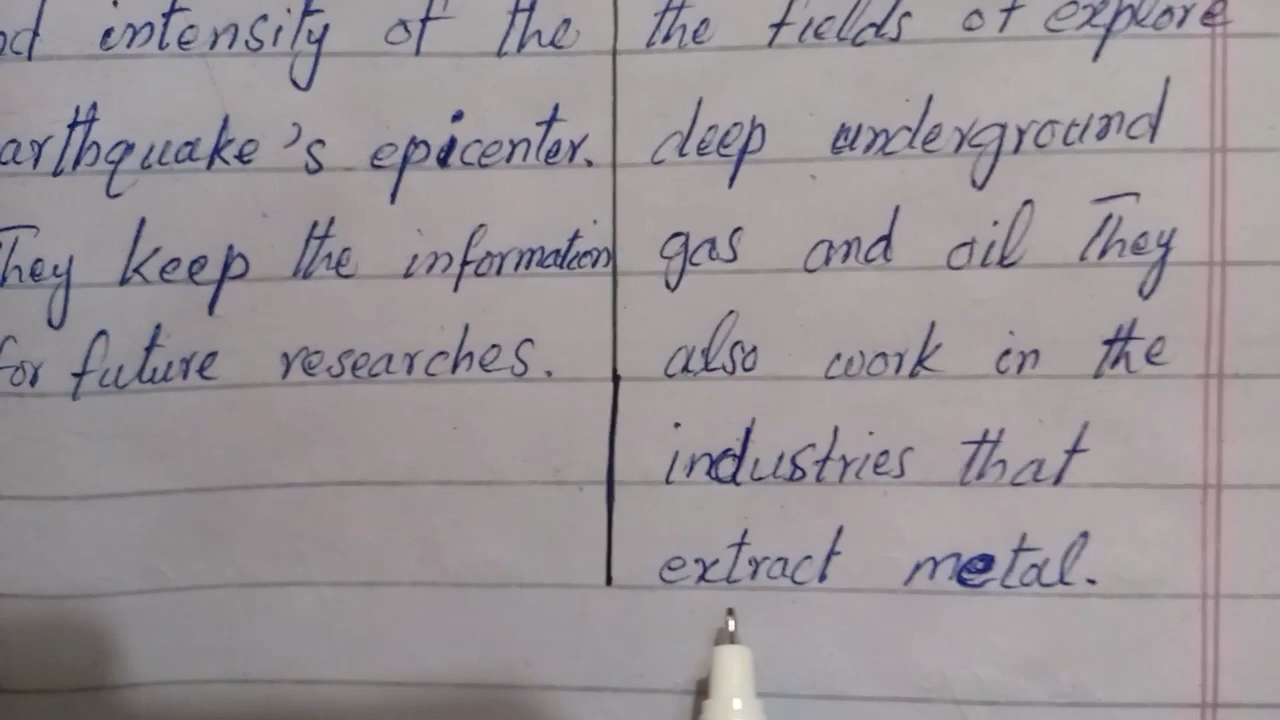 intensity of the
arthquake's epicenter.
They keep the information
for future researches.
the fields of explore
deep underground
gas and oil They
also work in the
industries that
extract metal.